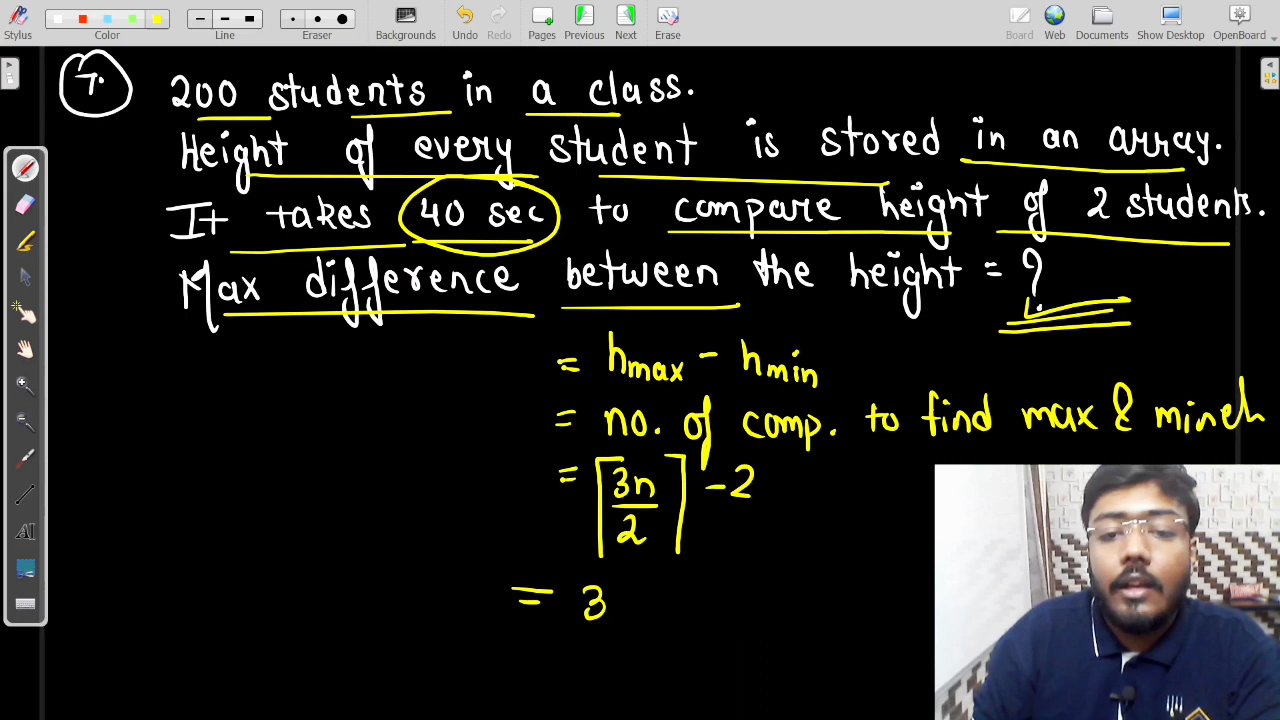 Stylus Color Line Eraser Backgrounds Undo Redo Pages Previous Next Erase Board Web Documents Show Desktop OpenBoard
7.
200 students in a class.
Height of every student is stored in an array.
It takes 40 sec to compare height of 2 students.
Max difference between the height = ?
= hmax - hmin
= no. of comp. to find max & min el
= ⌈3n/2⌉ - 2
= 3